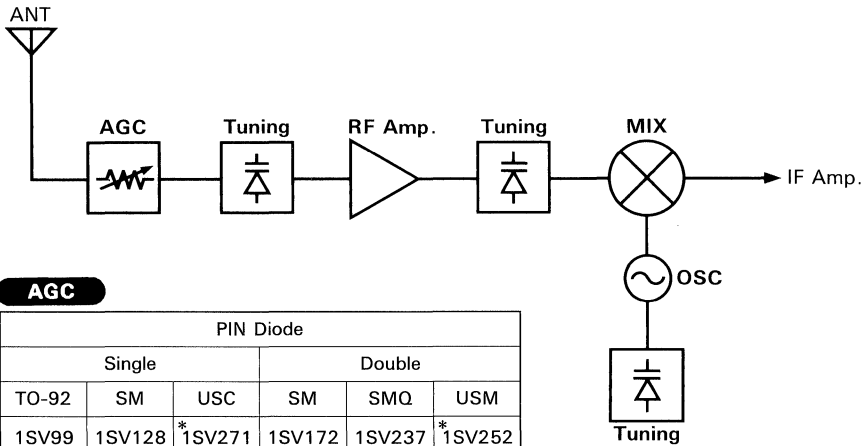 ANT
AGC Tuning RF Amp. Tuning MIX
IF Amp.
OSC
Tuning
AGC
PIN Diode
Single Double
TO-92 SM USC SM SMQ USM
1SV99 1SV128 *1SV271 1SV172 1SV237 *1SV252